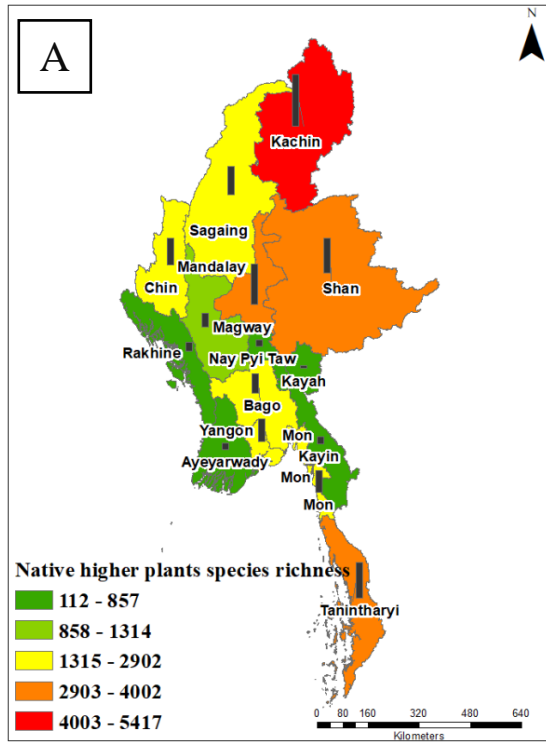 A
N
Kachin
Sagaing
Mandalay
Chin
Shan
Magway
Rakhine
Nay Pyi Taw
Kayah
Bago
Yangon
Mon
Ayeyarwady
Kayin
Mon
Mon
Tanintharyi
Native higher plants species richness
112 - 857
858 - 1314
1315 - 2902
2903 - 4002
4003 - 5417
0 80 160 320 480 640
Kilometers